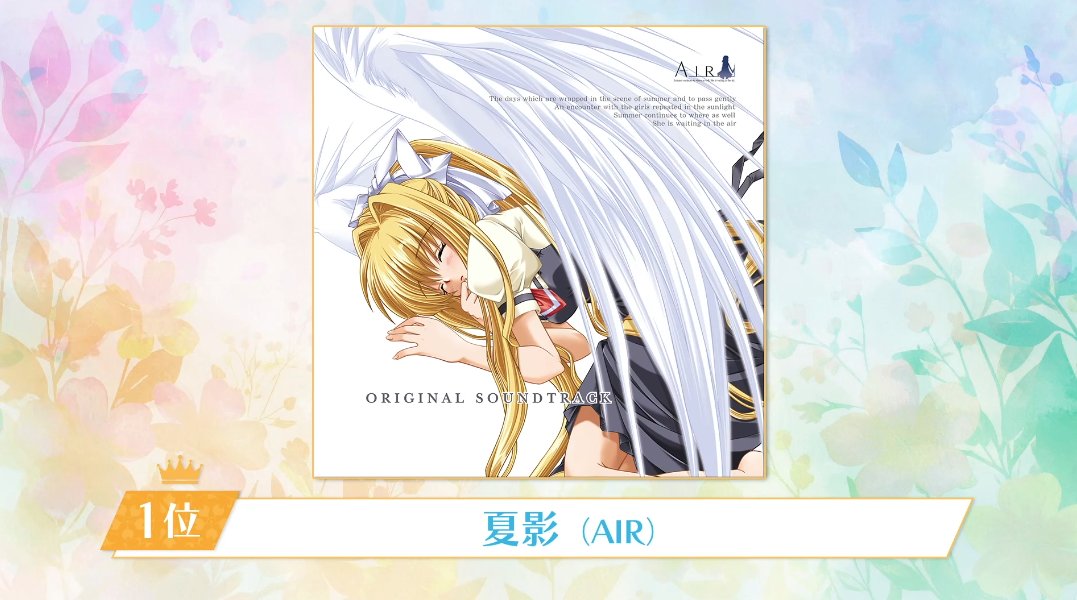 AIR
The days which are wrapped in the scene of summer and to pass gently
An encounter with the girls repeated in the sunlight
Summer continues to where as well
She is waiting in the air
ORIGINAL SOUNDTRACK
1位
夏影（AIR）